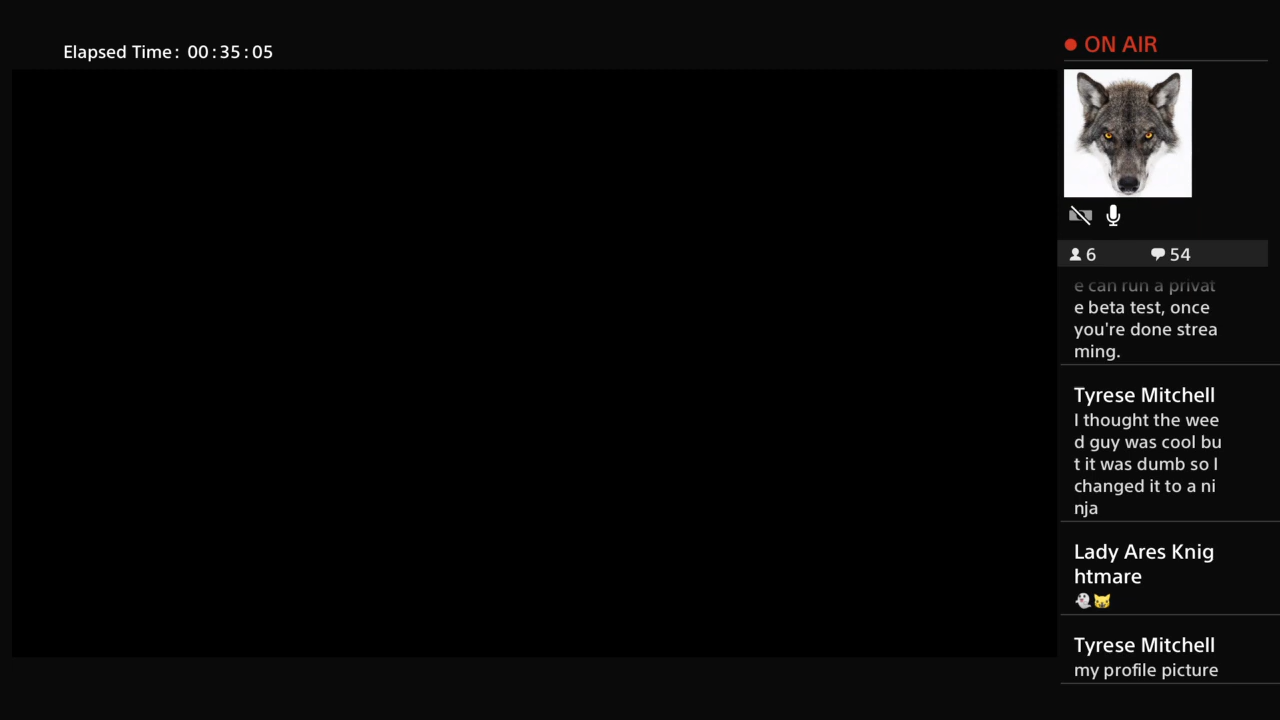 Elapsed Time: 00:35:05
ON AIR
6 54
e can run a privat
e beta test, once
you're done strea
ming.
Tyrese Mitchell
I thought the wee
d guy was cool bu
t it was dumb so I
changed it to a ni
nja
Lady Ares Knig
htmare
Tyrese Mitchell
my profile picture